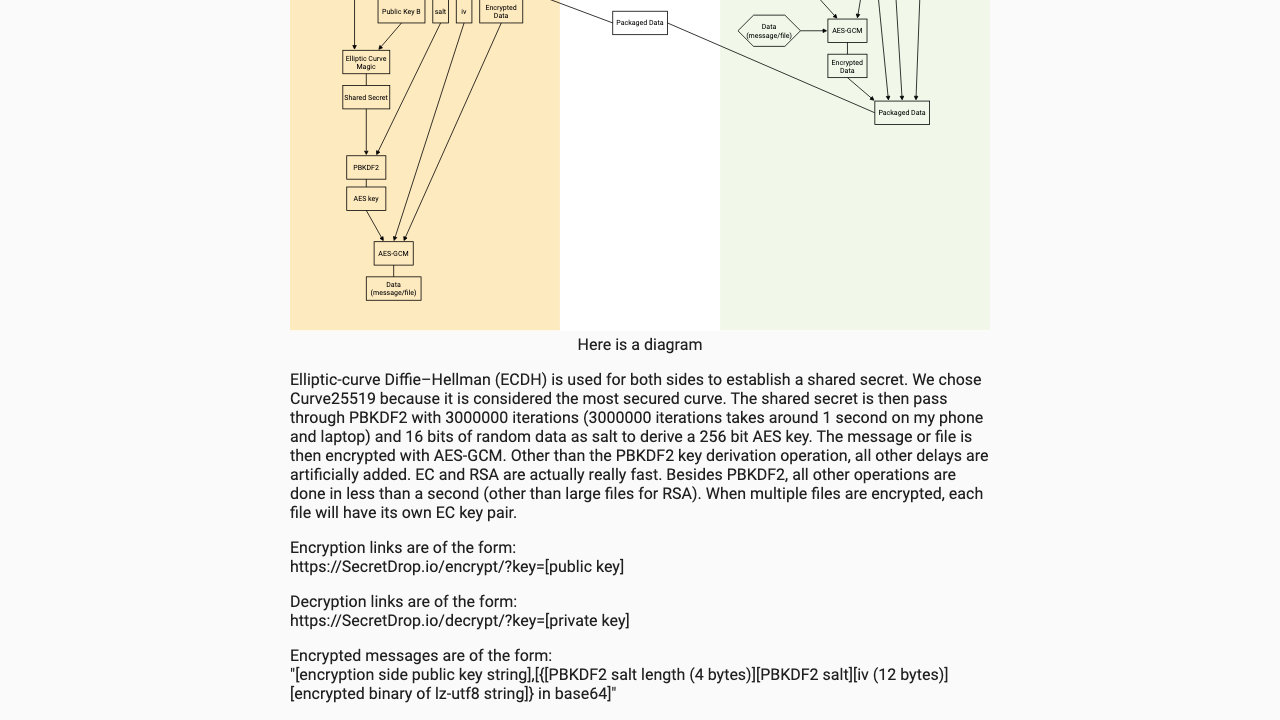 Public Key B
salt
iv
Encrypted
Data
Packaged Data
Data
(message/file)
AES-GCM
Elliptic Curve
Magic
Encrypted
Data
Shared Secret
Packaged Data
PBKDF2
AES key
AES-GCM
Data
(message/file)
Here is a diagram
Elliptic-curve Diffie–Hellman (ECDH) is used for both sides to establish a shared secret. We chose
Curve25519 because it is considered the most secured curve. The shared secret is then pass
through PBKDF2 with 3000000 iterations (3000000 iterations takes around 1 second on my phone
and laptop) and 16 bits of random data as salt to derive a 256 bit AES key. The message or file is
then encrypted with AES-GCM. Other than the PBKDF2 key derivation operation, all other delays are
artificially added. EC and RSA are actually really fast. Besides PBKDF2, all other operations are
done in less than a second (other than large files for RSA). When multiple files are encrypted, each
file will have its own EC key pair.
Encryption links are of the form:
https://SecretDrop.io/encrypt/?key=[public key]
Decryption links are of the form:
https://SecretDrop.io/decrypt/?key=[private key]
Encrypted messages are of the form:
"[encryption side public key string],[{[PBKDF2 salt length (4 bytes)][PBKDF2 salt][iv (12 bytes)]
[encrypted binary of lz-utf8 string]} in base64]"